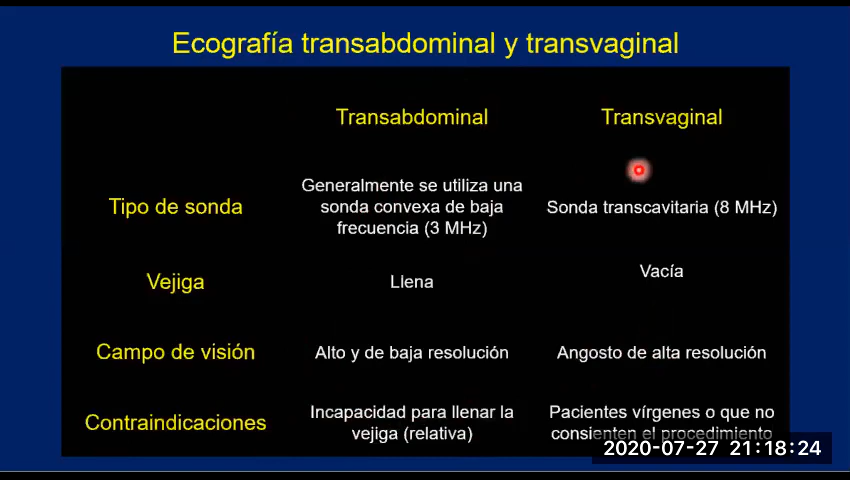 Ecografía transabdominal y transvaginal
Transabdominal
Transvaginal
Tipo de sonda
Generalmente se utiliza una
sonda convexa de baja
frecuencia (3 MHz)
Sonda transcavitaria (8 MHz)
Vejiga
Llena
Vacía
Campo de visión
Alto y de baja resolución
Angosto de alta resolución
Contraindicaciones
Incapacidad para llenar la
vejiga (relativa)
Pacientes vírgenes o que no
consienten el procedimiento
2020-07-27 21:18:24